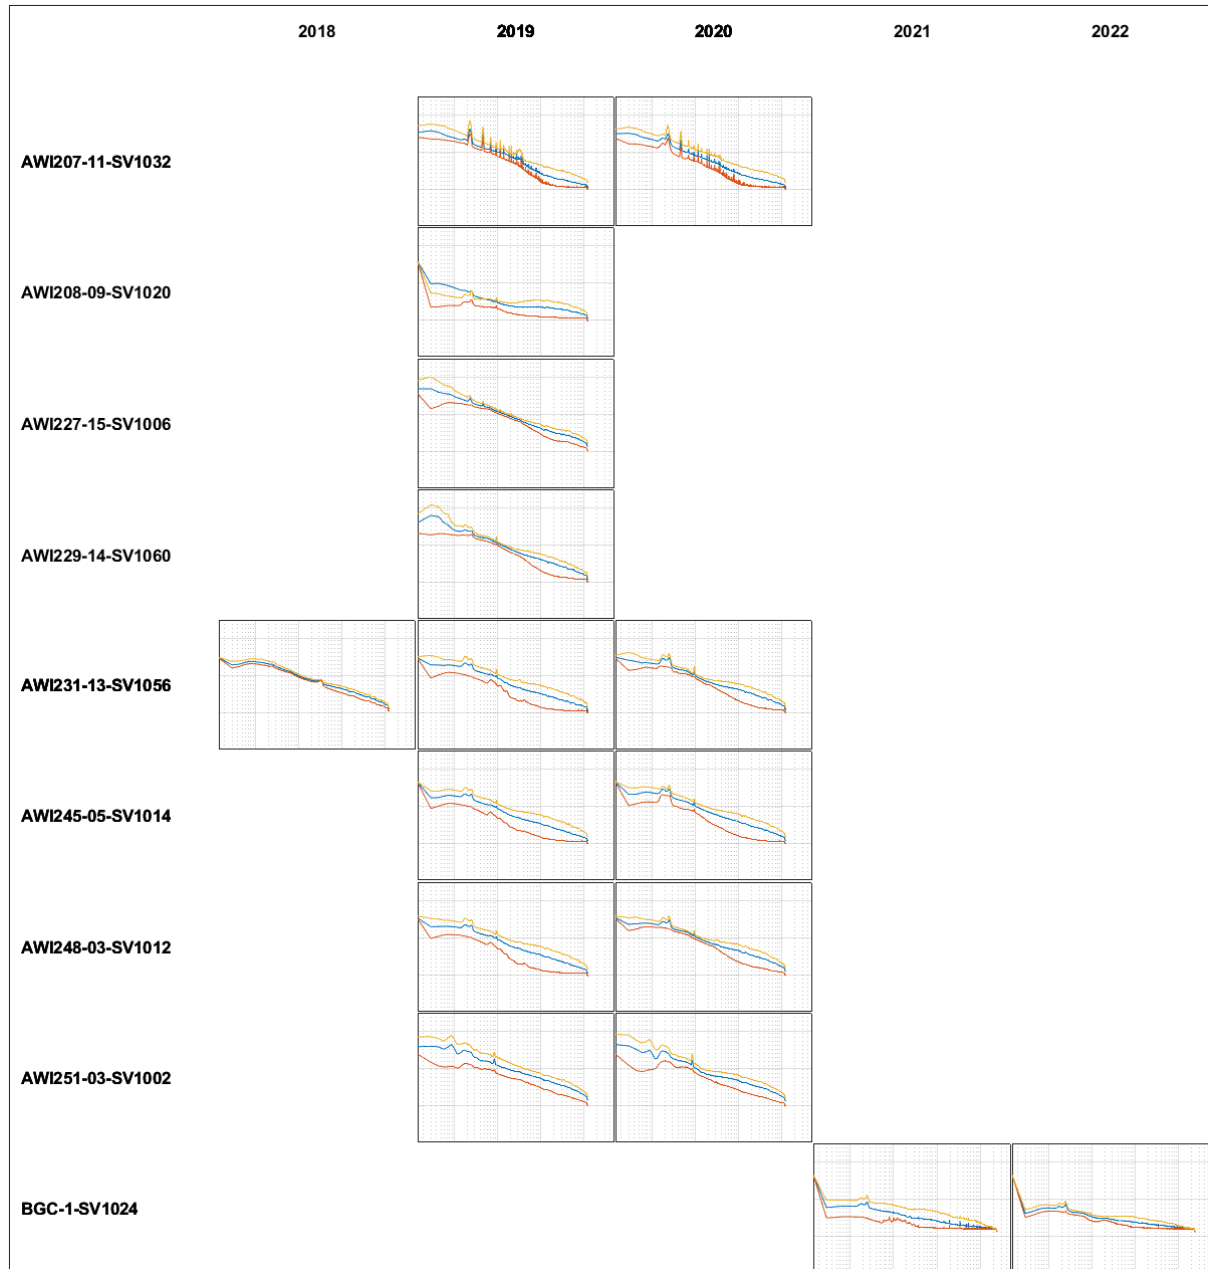 2018 2019 2020 2021 2022
AWI207-11-SV1032
AWI208-09-SV1020
AWI227-15-SV1006
AWI229-14-SV1060
AWI231-13-SV1056
AWI245-05-SV1014
AWI248-03-SV1012
AWI251-03-SV1002
BGC-1-SV1024